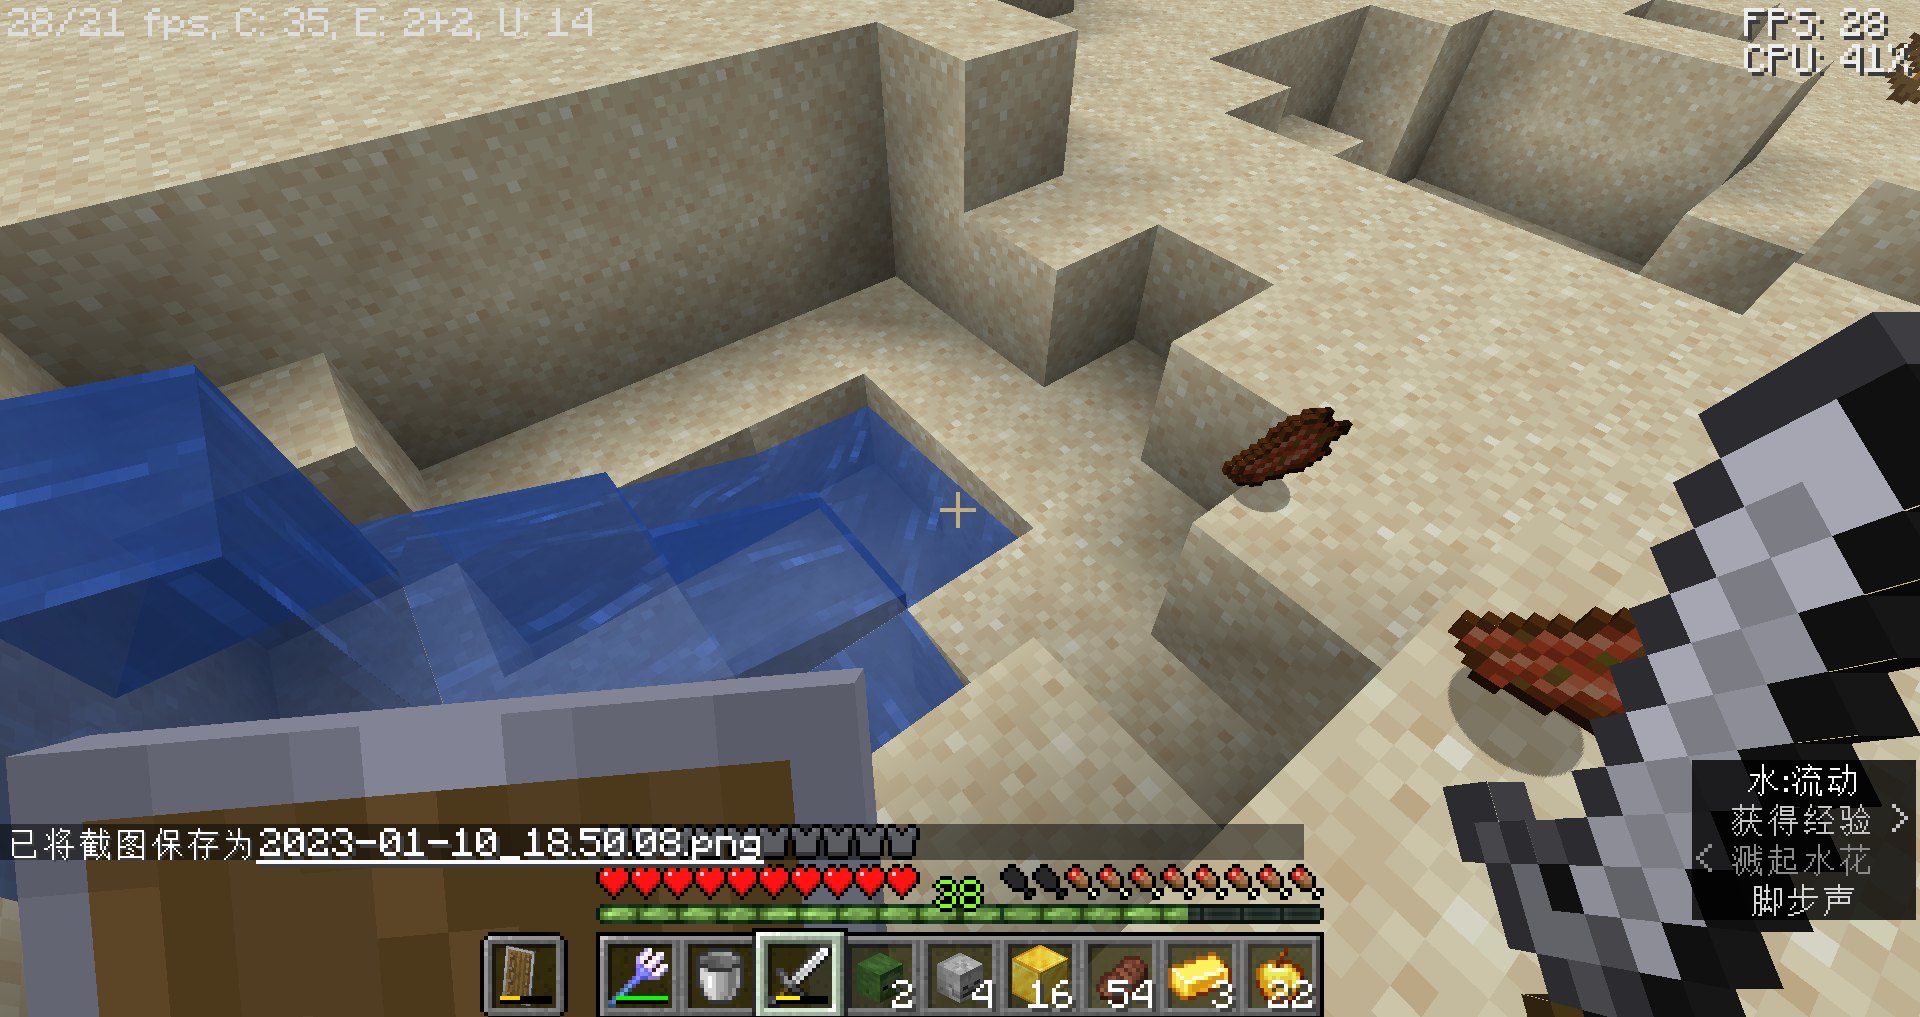 28/21 fps, C: 35, E: 2+2, U: 14
FPS: 28
CPU: 41%
水:流动
获得经验 >
< 溅起水花
脚步声
已将截图保存为2023-01-10_18.50.08.png
38
2
4
16
54
3
22